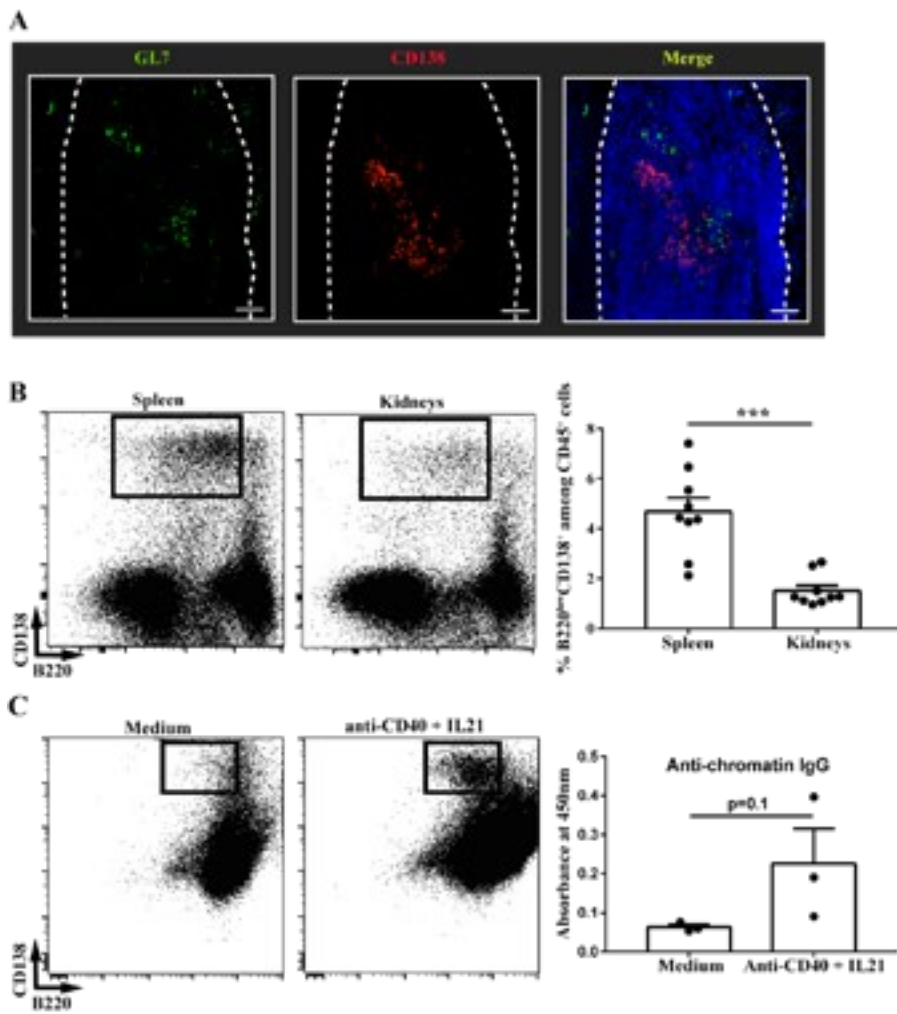 A
GL7 CD138 Merge
B
Spleen Kidneys
***
% B220lowCD138+ among CD45+ cells
8
6
4
2
0
Spleen Kidneys
CD138
B220
C
Medium anti-CD40 + IL21
Anti-chromatin IgG
p=0.1
Absorbance at 450nm
0.5
0.4
0.3
0.2
0.1
0.0
Medium Anti-CD40 + IL21
CD138
B220